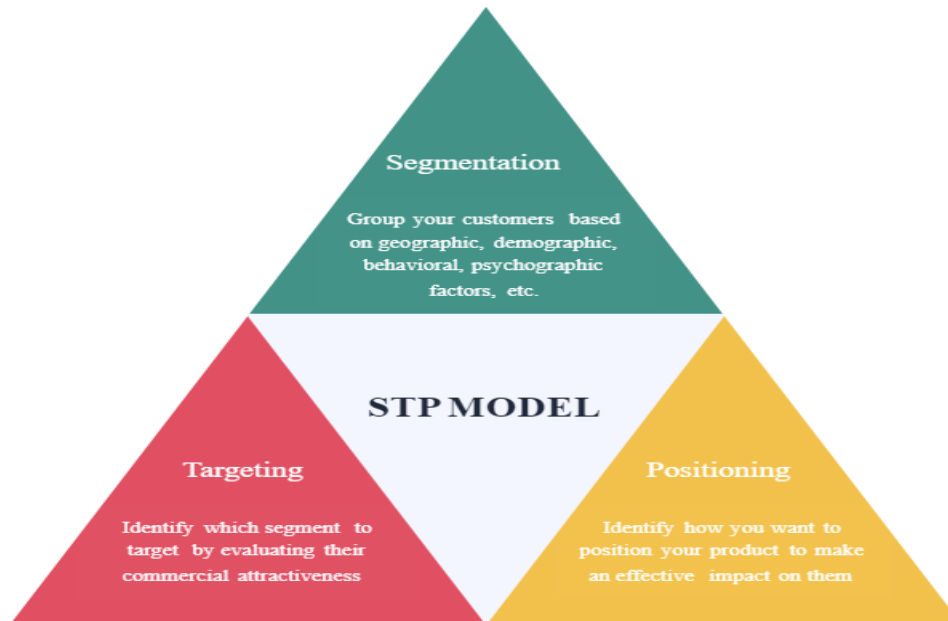 Segmentation
Group your customers based
on geographic, demographic,
behavioral, psychographic
factors, etc.
STP MODEL
Targeting
Identify which segment to
target by evaluating their
commercial attractiveness
Positioning
Identify how you want to
position your product to make
an effective impact on them